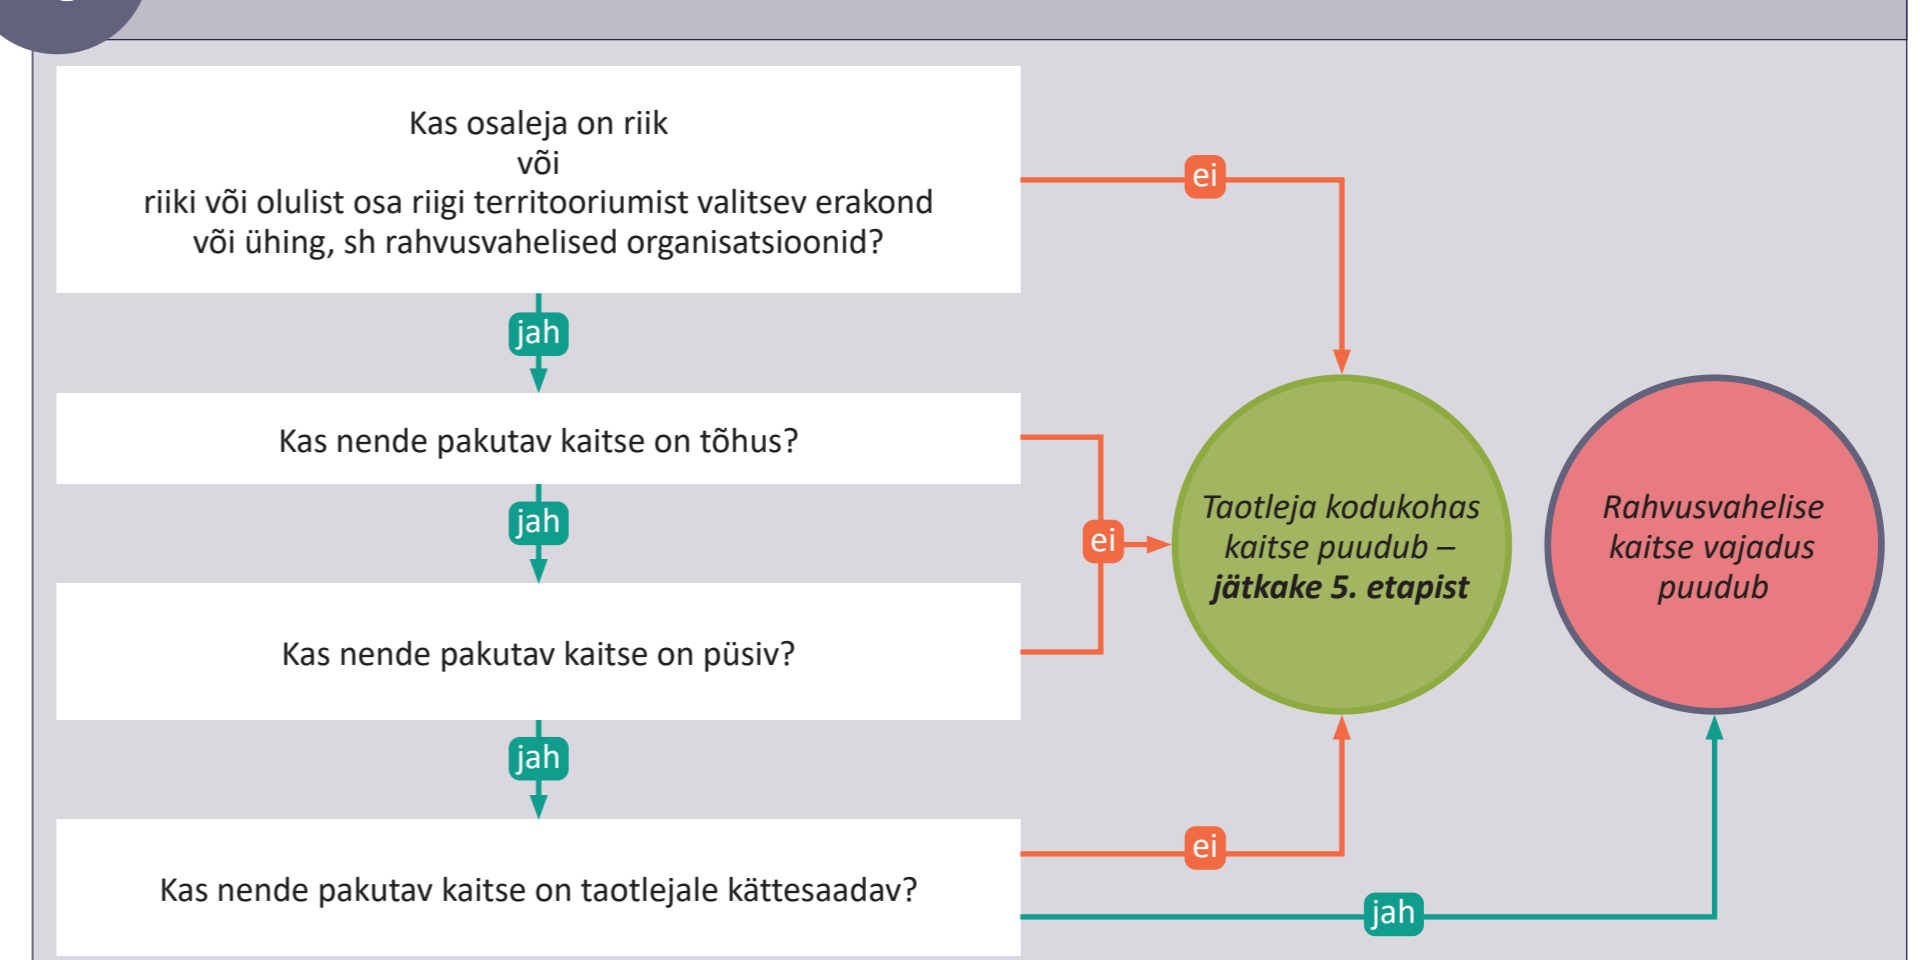 Kas osaleja on riik
või
riiki või olulist osa riigi territooriumist valitsev erakond
või ühing, sh rahvusvahelised organisatsioonid?
ei
jah
Kas nende pakutav kaitse on tõhus?
jah
ei
Taotleja kodukohas
kaitse puudub –
jätkake 5. etapist
Rahvusvahelise
kaitse vajadus
puudub
Kas nende pakutav kaitse on püsiv?
jah
ei
Kas nende pakutav kaitse on taotlejale kättesaadav?
jah